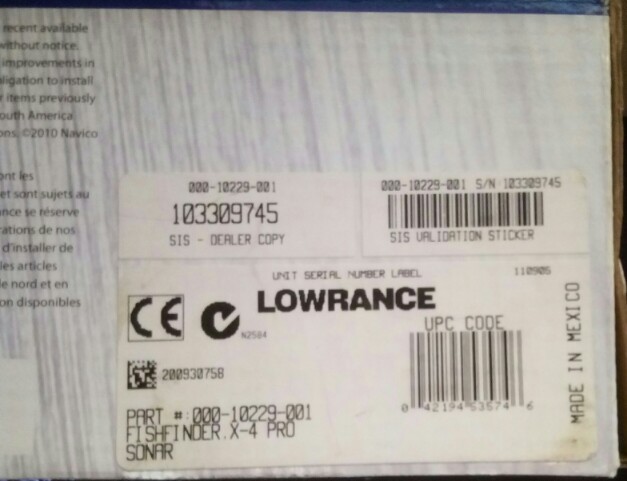 recent available
without notice.
improvements in
ligation to install
r items previously
outh America
ons. ©2010 Navico
ont les
et sont sujets au
nce se réserve
rations de nos
d'installer de
les articles
le nord et en
on disponibles
000-10229-001
103309745
SIS - DEALER COPY
000-10229-001 S/N 103309745
SIS VALIDATION STICKER
UNIT SERIAL NUMBER LABEL
110905
CE
N2584
LOWRANCE
UPC CODE
0 42194 53574 6
200930758
PART #: 000-10229-001
FISHFINDER.X-4 PRO
SONAR
MADE IN MEXICO